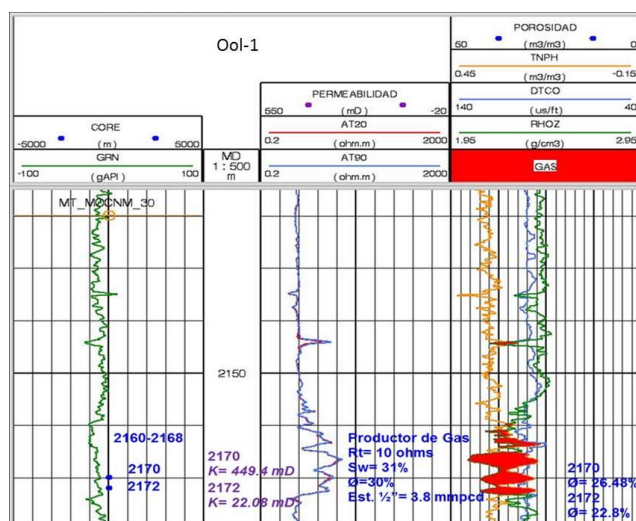 Ool-1
POROSIDAD
50 (m3/m3) 0
TNPH
0.45 (m3/m3) -0.15
PERMEABILIDAD
550 (mD) -20
DTCO
140 (us/ft) 40
CORE
-5000 (m) 5000
AT20
0.2 (ohm.m) 2000
RHOZ
1.95 (g/cm3) 2.95
GRN
-100 (gAPI) 100
MD
1 : 500
m
AT90
0.2 (ohm.m) 2000
GAS
MT_MOCNM_30
2150
2160-2168
2170
2172
2170
K= 449.4 mD
2172
K= 22.08 mD
Productor de Gas
Rt= 10 ohms
Sw= 31%
Ø=30%
Est. ½"= 3.8 mmpcd
2170
Ø= 26.48%
2172
Ø= 22.8%